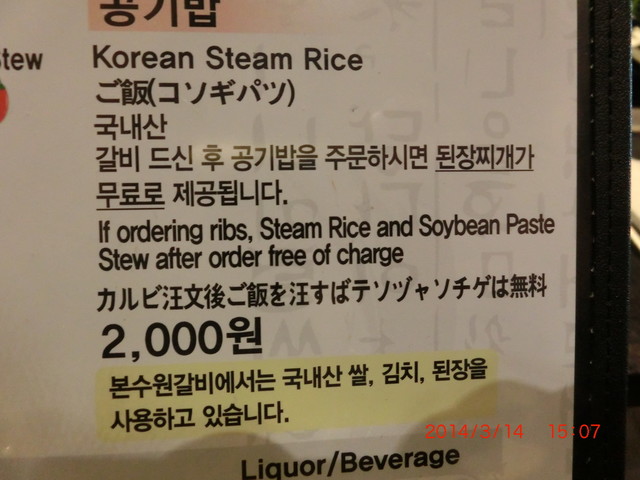 공기밥
Stew
Korean Steam Rice
ご飯(コソギパツ)
국내산
갈비 드신 후 공기밥을 주문하시면 된장찌개가
무료로 제공됩니다.
If ordering ribs, Steam Rice and Soybean Paste
Stew after order free of charge
カルビ汪文後ご飯を汪すばテソヅャソチゲは無料
2,000원
본수원갈비에서는 국내산 쌀, 김치, 된장을
사용하고 있습니다.
2014/3/14 15:07
Liquor/Beverage